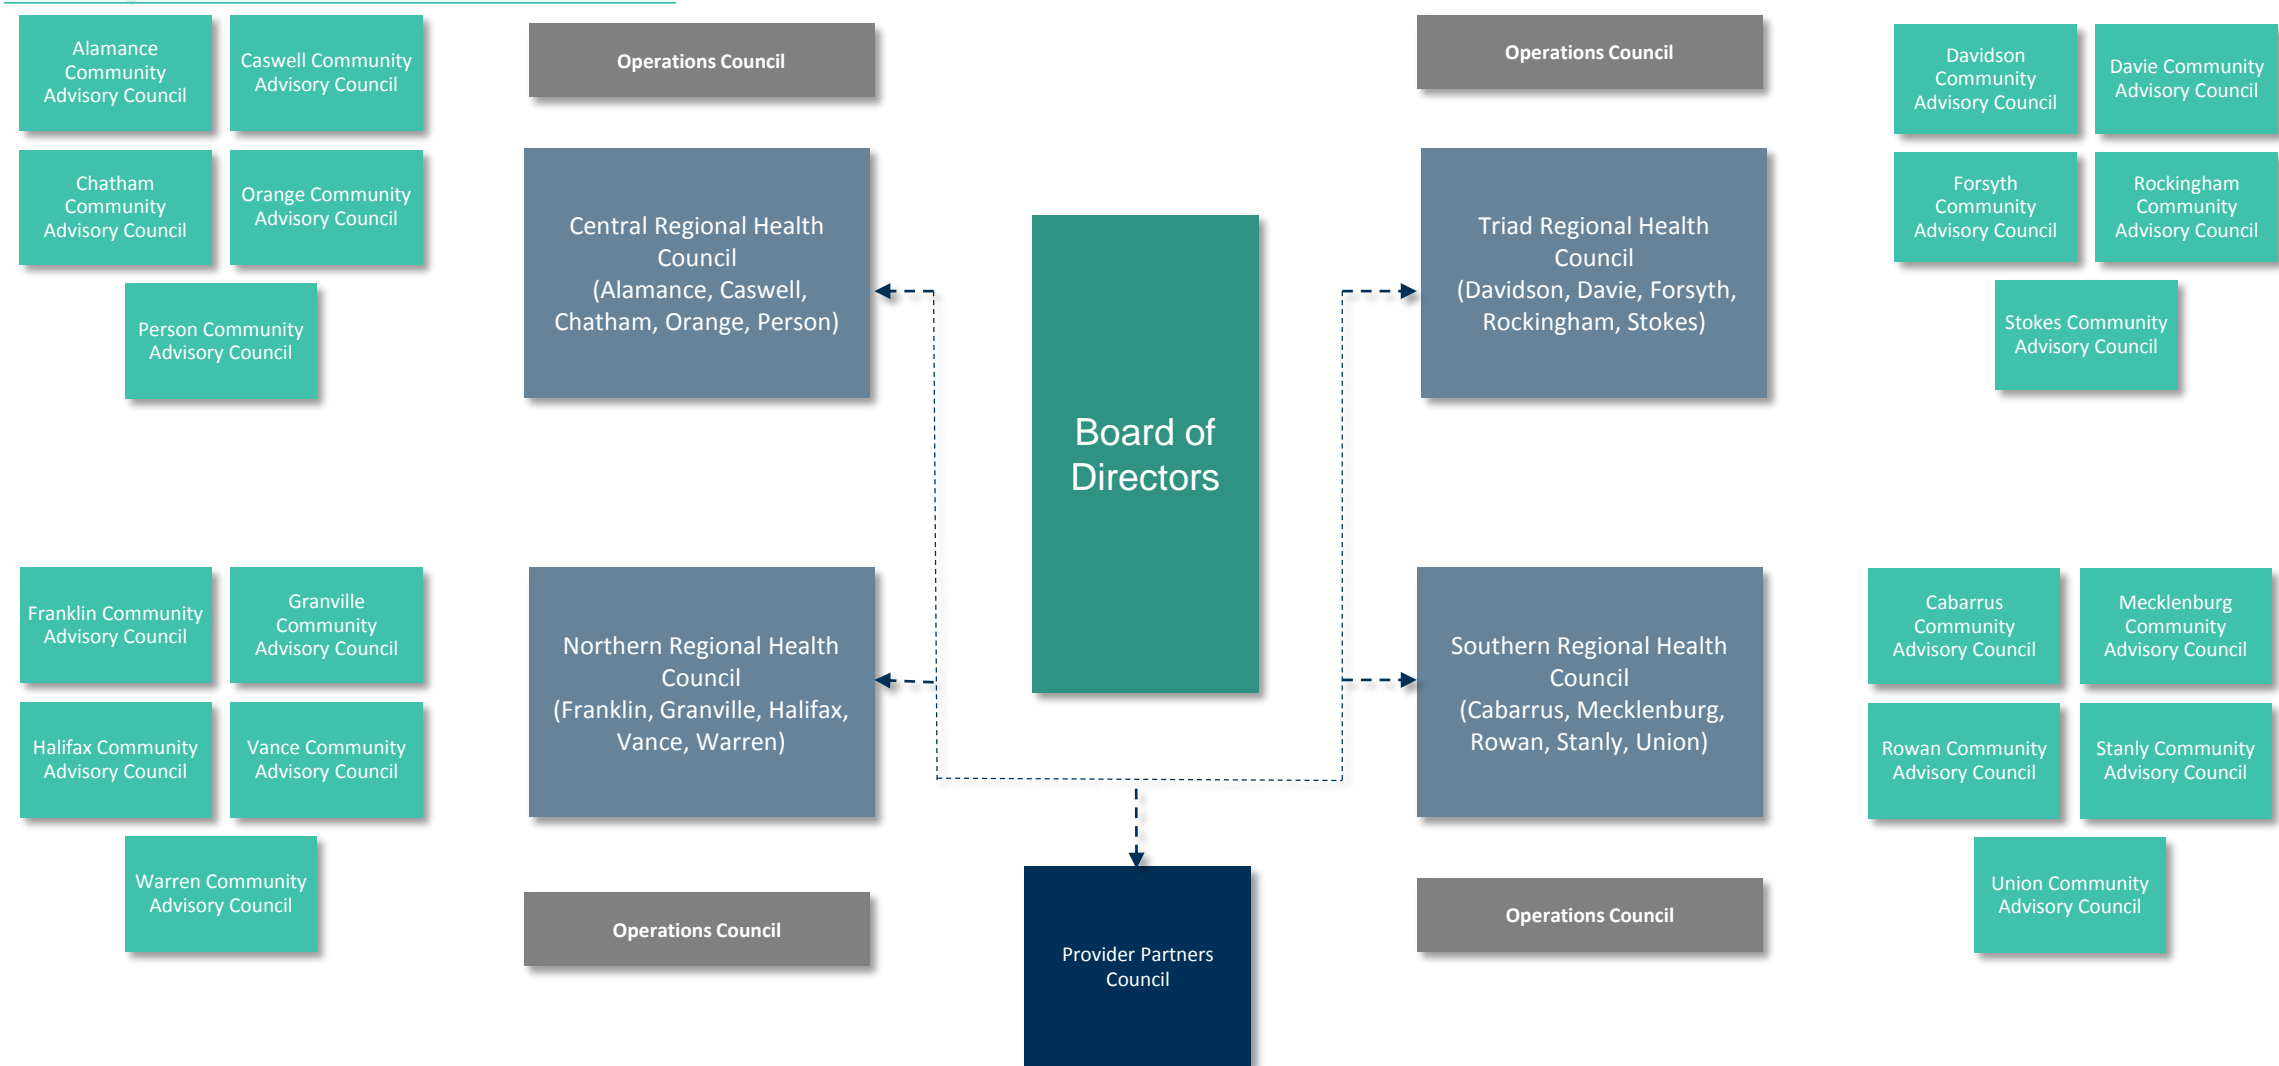 Alamance
Community
Advisory Council
Caswell Community
Advisory Council
Chatham
Community
Advisory Council
Orange Community
Advisory Council
Person Community
Advisory Council
Operations Council
Central Regional Health
Council
(Alamance, Caswell,
Chatham, Orange, Person)
Board of
Directors
Operations Council
Triad Regional Health
Council
(Davidson, Davie, Forsyth,
Rockingham, Stokes)
Davidson
Community
Advisory Council
Davie Community
Advisory Council
Forsyth
Community
Advisory Council
Rockingham
Community
Advisory Council
Stokes Community
Advisory Council
Franklin Community
Advisory Council
Granville
Community
Advisory Council
Halifax Community
Advisory Council
Vance Community
Advisory Council
Warren Community
Advisory Council
Northern Regional Health
Council
(Franklin, Granville, Halifax,
Vance, Warren)
Operations Council
Provider Partners
Council
Southern Regional Health
Council
(Cabarrus, Mecklenburg,
Rowan, Stanly, Union)
Operations Council
Cabarrus
Community
Advisory Council
Mecklenburg
Community
Advisory Council
Rowan Community
Advisory Council
Stanly Community
Advisory Council
Union Community
Advisory Council